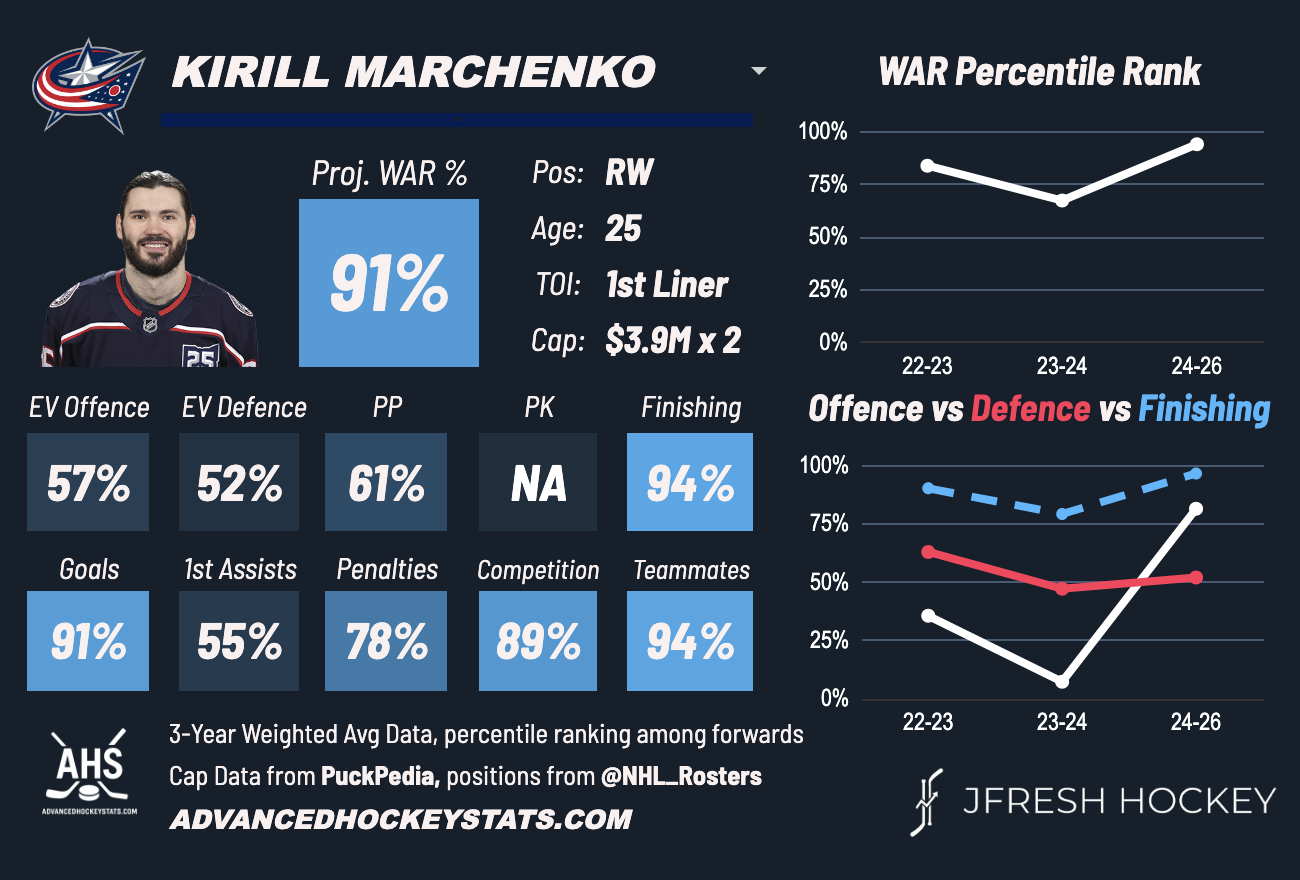 KIRILL MARCHENKO
Proj. WAR %
91%
Pos: RW
Age: 25
TOI: 1st Liner
Cap: $3.9M x 2
25
EV Offence EV Defence PP PK Finishing
57% 52% 61% NA 94%
Goals 1st Assists Penalties Competition Teammates
91% 55% 78% 89% 94%
WAR Percentile Rank
100%
75%
50%
25%
0%
22-23 23-24 24-26
Offence vs Defence vs Finishing
100%
75%
50%
25%
0%
22-23 23-24 24-26
AHS
ADVANCEDHOCKEYSTATS.COM
3-Year Weighted Avg Data, percentile ranking among forwards
Cap Data from PuckPedia, positions from @NHL_Rosters
ADVANCEDHOCKEYSTATS.COM
JFRESH HOCKEY